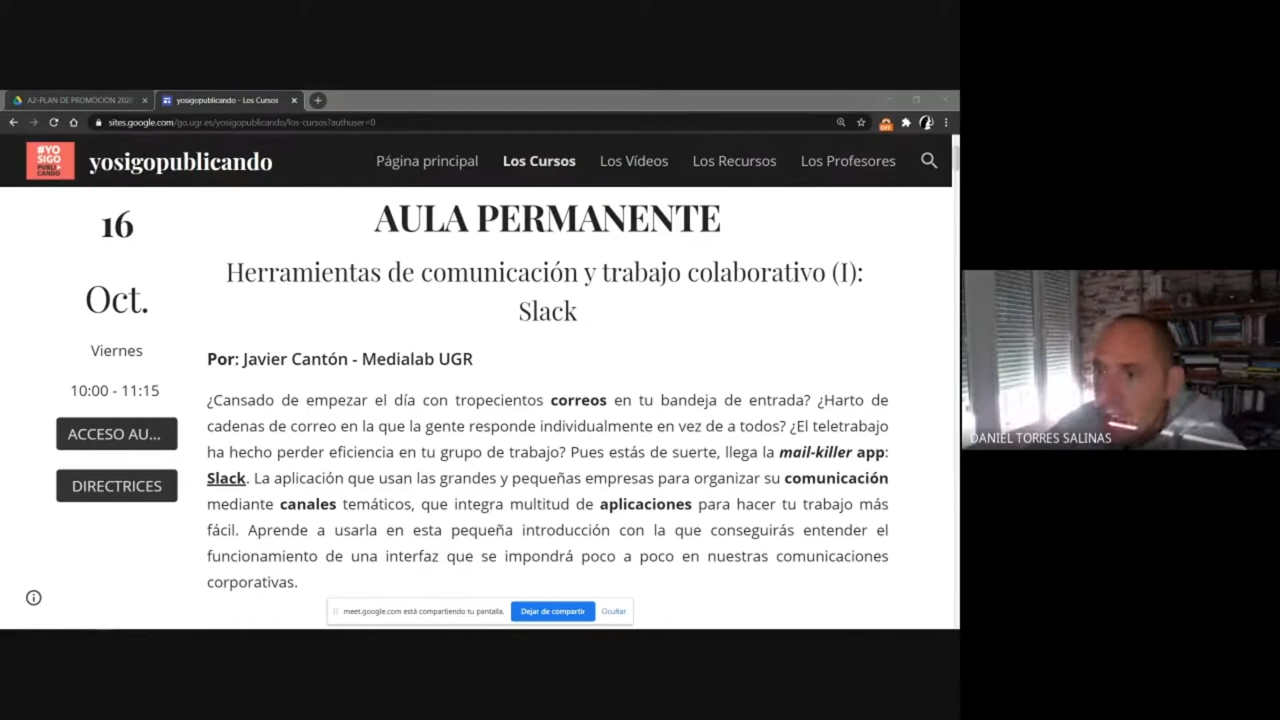 A2-PLAN DE PROMOCION 2020
yosigopublicando - Los Cursos
sites.google.com/go.ugr.es/yosigopublicando/los-cursos?authuser=0
OFF
#YO
SIGO
PUBLI
CANDO
yosigopublicando
Página principal
Los Cursos
Los Vídeos
Los Recursos
Los Profesores
16
Oct.
Viernes
10:00 - 11:15
ACCESO AU...
DIRECTRICES
AULA PERMANENTE
Herramientas de comunicación y trabajo colaborativo (I):
Slack
Por: Javier Cantón - Medialab UGR
¿Cansado de empezar el día con tropecientos correos en tu bandeja de entrada? ¿Harto de
cadenas de correo en la que la gente responde individualmente en vez de a todos? ¿El teletrabajo
ha hecho perder eficiencia en tu grupo de trabajo? Pues estás de suerte, llega la mail-killer app:
Slack. La aplicación que usan las grandes y pequeñas empresas para organizar su comunicación
mediante canales temáticos, que integra multitud de aplicaciones para hacer tu trabajo más
fácil. Aprende a usarla en esta pequeña introducción con la que conseguirás entender el
funcionamiento de una interfaz que se impondrá poco a poco en nuestras comunicaciones
corporativas.
meet.google.com está compartiendo tu pantalla.
Dejar de compartir
Ocultar
DANIEL TORRES SALINAS